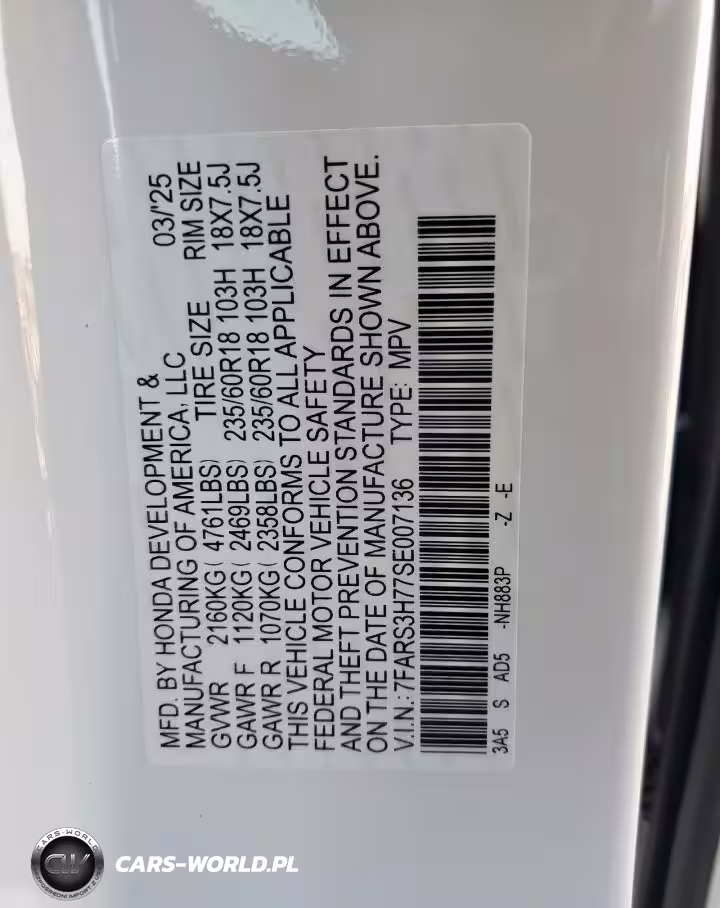 MFD. BY HONDA DEVELOPMENT & 03/'25
MANUFACTURING OF AMERICA, LLC
TIRE SIZE RIM SIZE
GVWR 2160KG( 4761LBS)
GAWR F 1120KG( 2469LBS) 235/60R18 103H 18X7.5J
GAWR R 1070KG( 2358LBS) 235/60R18 103H 18X7.5J
THIS VEHICLE CONFORMS TO ALL APPLICABLE
FEDERAL MOTOR VEHICLE SAFETY
AND THEFT PREVENTION STANDARDS IN EFFECT
ON THE DATE OF MANUFACTURE SHOWN ABOVE.
V.I.N.: 7FARS3H77SE007136 TYPE: MPV
3A5 S AD5 -NH883P -Z -E
CARS-WORLD
CW
CARS-WORLD.PL